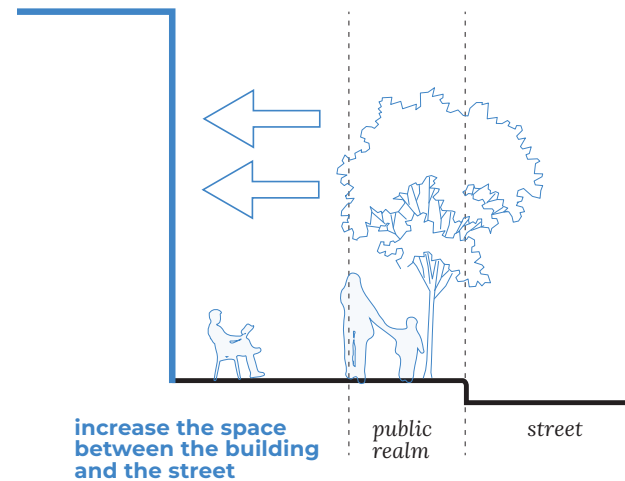 increase the space
between the building
and the street
public
realm
street